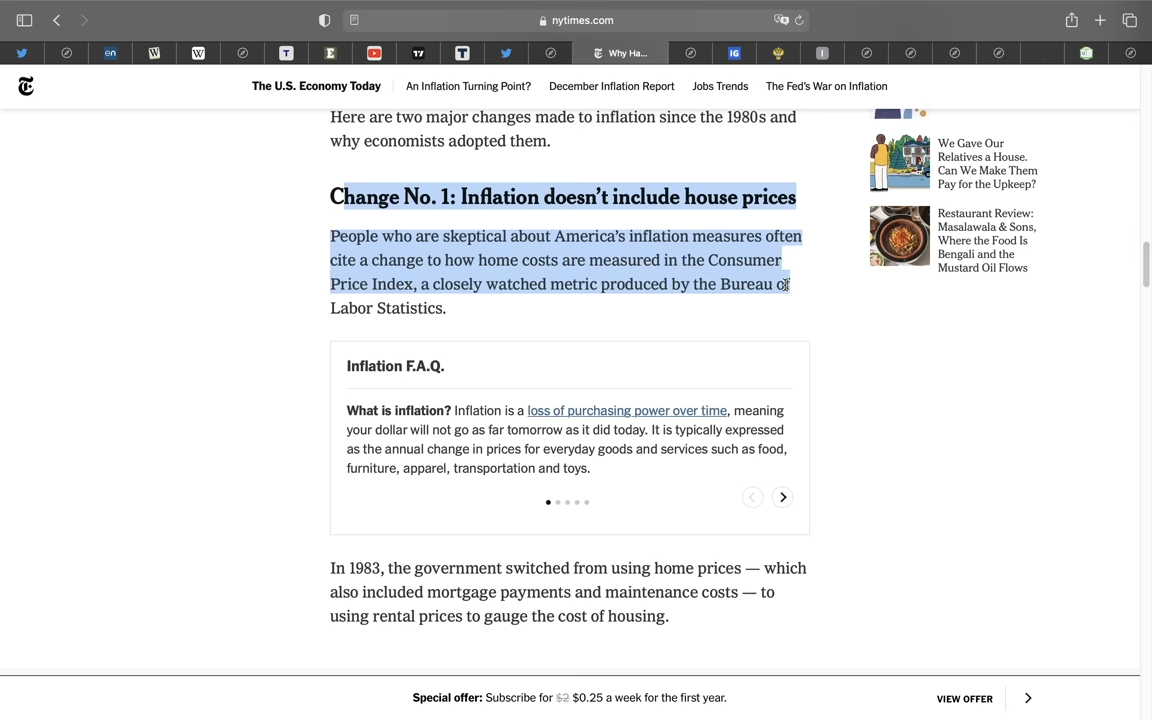 nytimes.com
en
W
W
T
E
T
Why Ha...
IG
I
The U.S. Economy Today
An Inflation Turning Point?
December Inflation Report
Jobs Trends
The Fed's War on Inflation
Here are two major changes made to inflation since the 1980s and
why economists adopted them.
Change No. 1: Inflation doesn't include house prices
People who are skeptical about America's inflation measures often
cite a change to how home costs are measured in the Consumer
Price Index, a closely watched metric produced by the Bureau of
Labor Statistics.
Inflation F.A.Q.
What is inflation? Inflation is a loss of purchasing power over time, meaning
your dollar will not go as far tomorrow as it did today. It is typically expressed
as the annual change in prices for everyday goods and services such as food,
furniture, apparel, transportation and toys.
In 1983, the government switched from using home prices — which
also included mortgage payments and maintenance costs — to
using rental prices to gauge the cost of housing.
We Gave Our
Relatives a House.
Can We Make Them
Pay for the Upkeep?
Restaurant Review:
Masalawala & Sons,
Where the Food Is
Bengali and the
Mustard Oil Flows
Special offer: Subscribe for $2 $0.25 a week for the first year.
VIEW OFFER